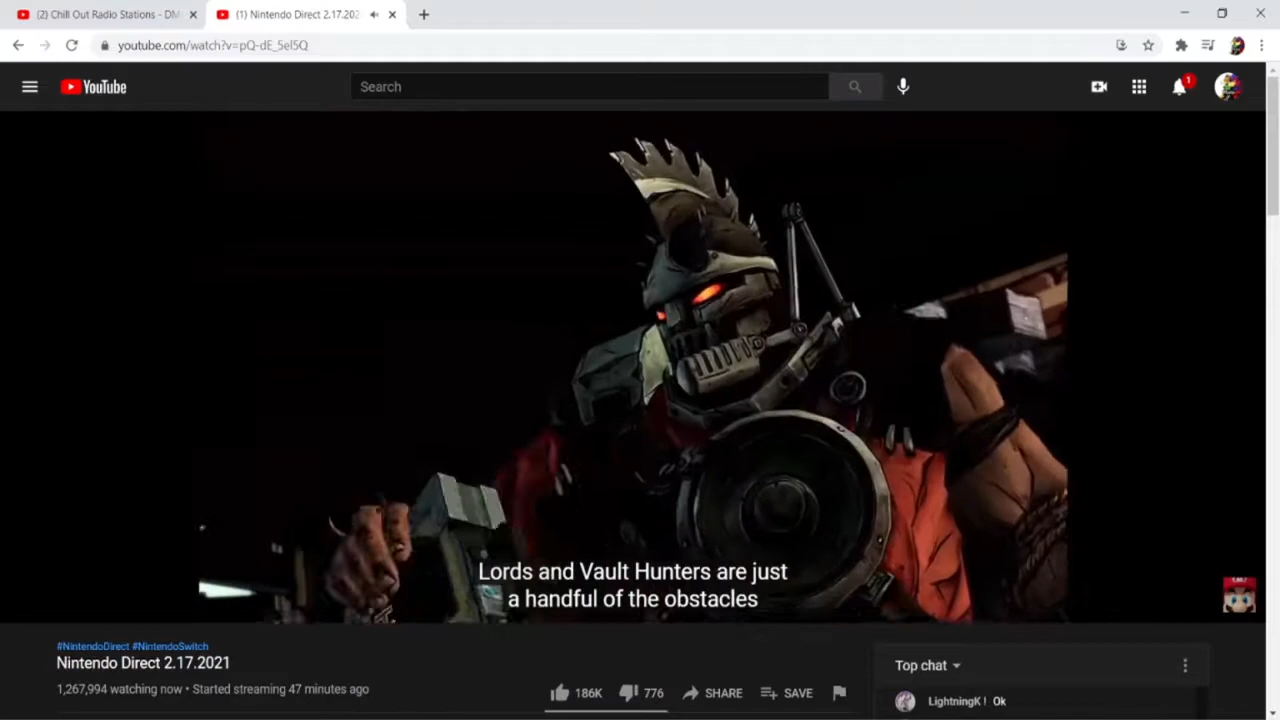 (2) Chill Out Radio Stations - DM
(1) Nintendo Direct 2.17.202
youtube.com/watch?v=pQ-dE_5el5Q
YouTube
Search
1
Lords and Vault Hunters are just
a handful of the obstacles
#NintendoDirect #NintendoSwitch
Nintendo Direct 2.17.2021
1,267,994 watching now • Started streaming 47 minutes ago
186K 776 SHARE SAVE
Top chat
LightningK ! Ok